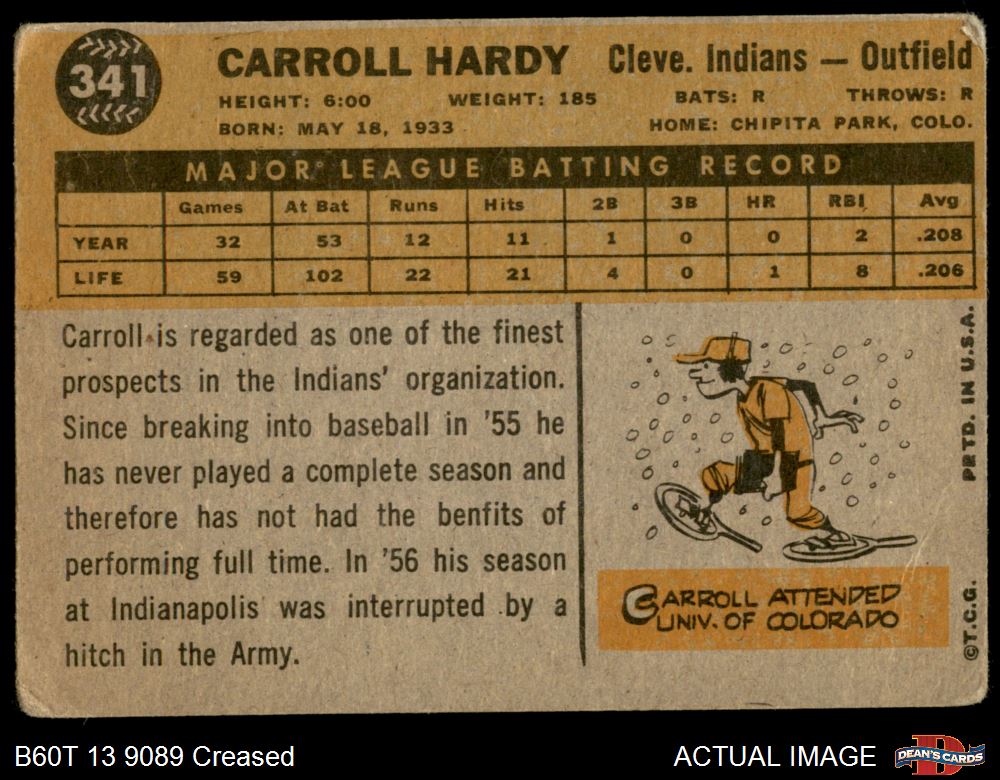 341
CARROLL HARDY Cleve. Indians — Outfield
HEIGHT: 6:00 WEIGHT: 185 BATS: R THROWS: R
BORN: MAY 18, 1933 HOME: CHIPITA PARK, COLO.
MAJOR LEAGUE BATTING RECORD
Games At Bat Runs Hits 2B 3B HR RBI Avg
YEAR 32 53 12 11 1 0 0 2 .208
LIFE 59 102 22 21 4 0 1 8 .206
Carroll is regarded as one of the finest
prospects in the Indians' organization.
Since breaking into baseball in '55 he
has never played a complete season and
therefore has not had the benfits of
performing full time. In '56 his season
at Indianapolis was interrupted by a
hitch in the Army.
CARROLL ATTENDED
UNIV. OF COLORADO
©T.C.G. PRTD. IN U.S.A.
B60T 13 9089 Creased ACTUAL IMAGE DEAN'S CARDS